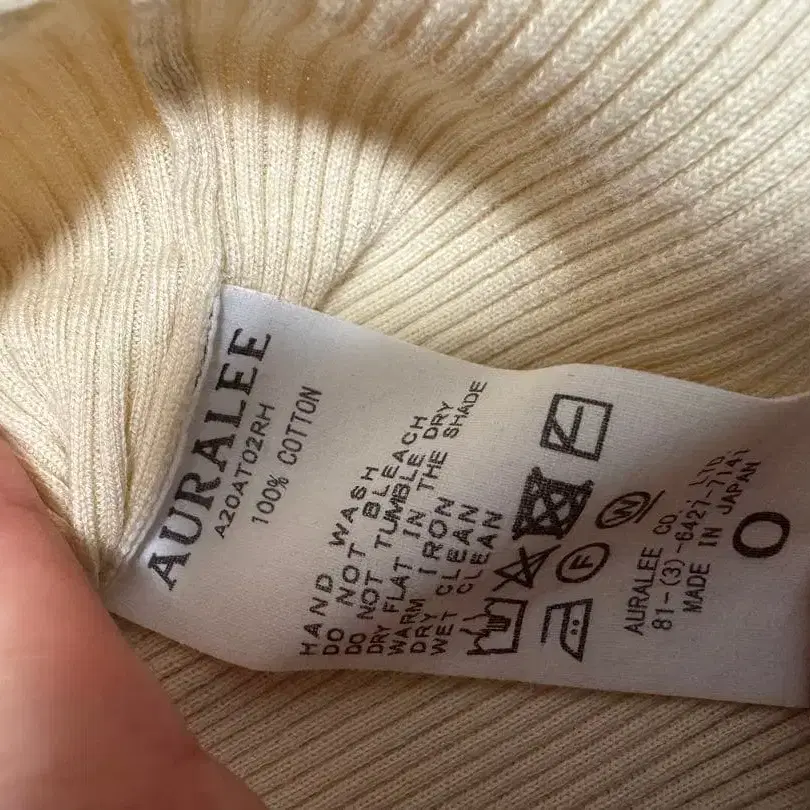 AURALEE
A20AT02RH
100% COTTON
HAND WASH
DO NOT BLEACH
DO NOT TUMBLE DRY
DRY FLAT IN THE SHADE
WARM IRON
DRY CLEAN
WET CLEAN
F
W
AURALEE CO. LTD
81-(3)-6427-7141
MADE IN JAPAN
0